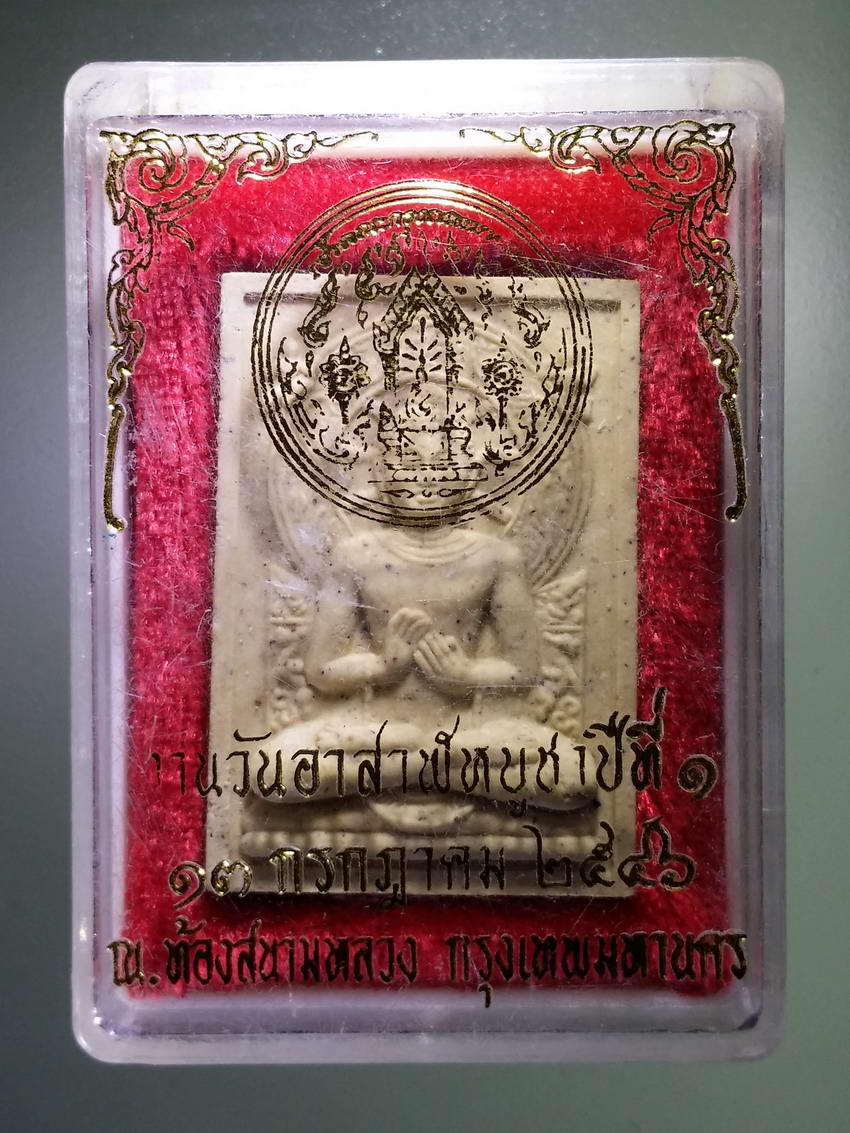 งานวันอาสาฬหบูชาปีที่ ๑
๑๓ กรกฎาคม ๒๕๔๖
ณ.ท้องสนามหลวง กรุงเทพมหานคร